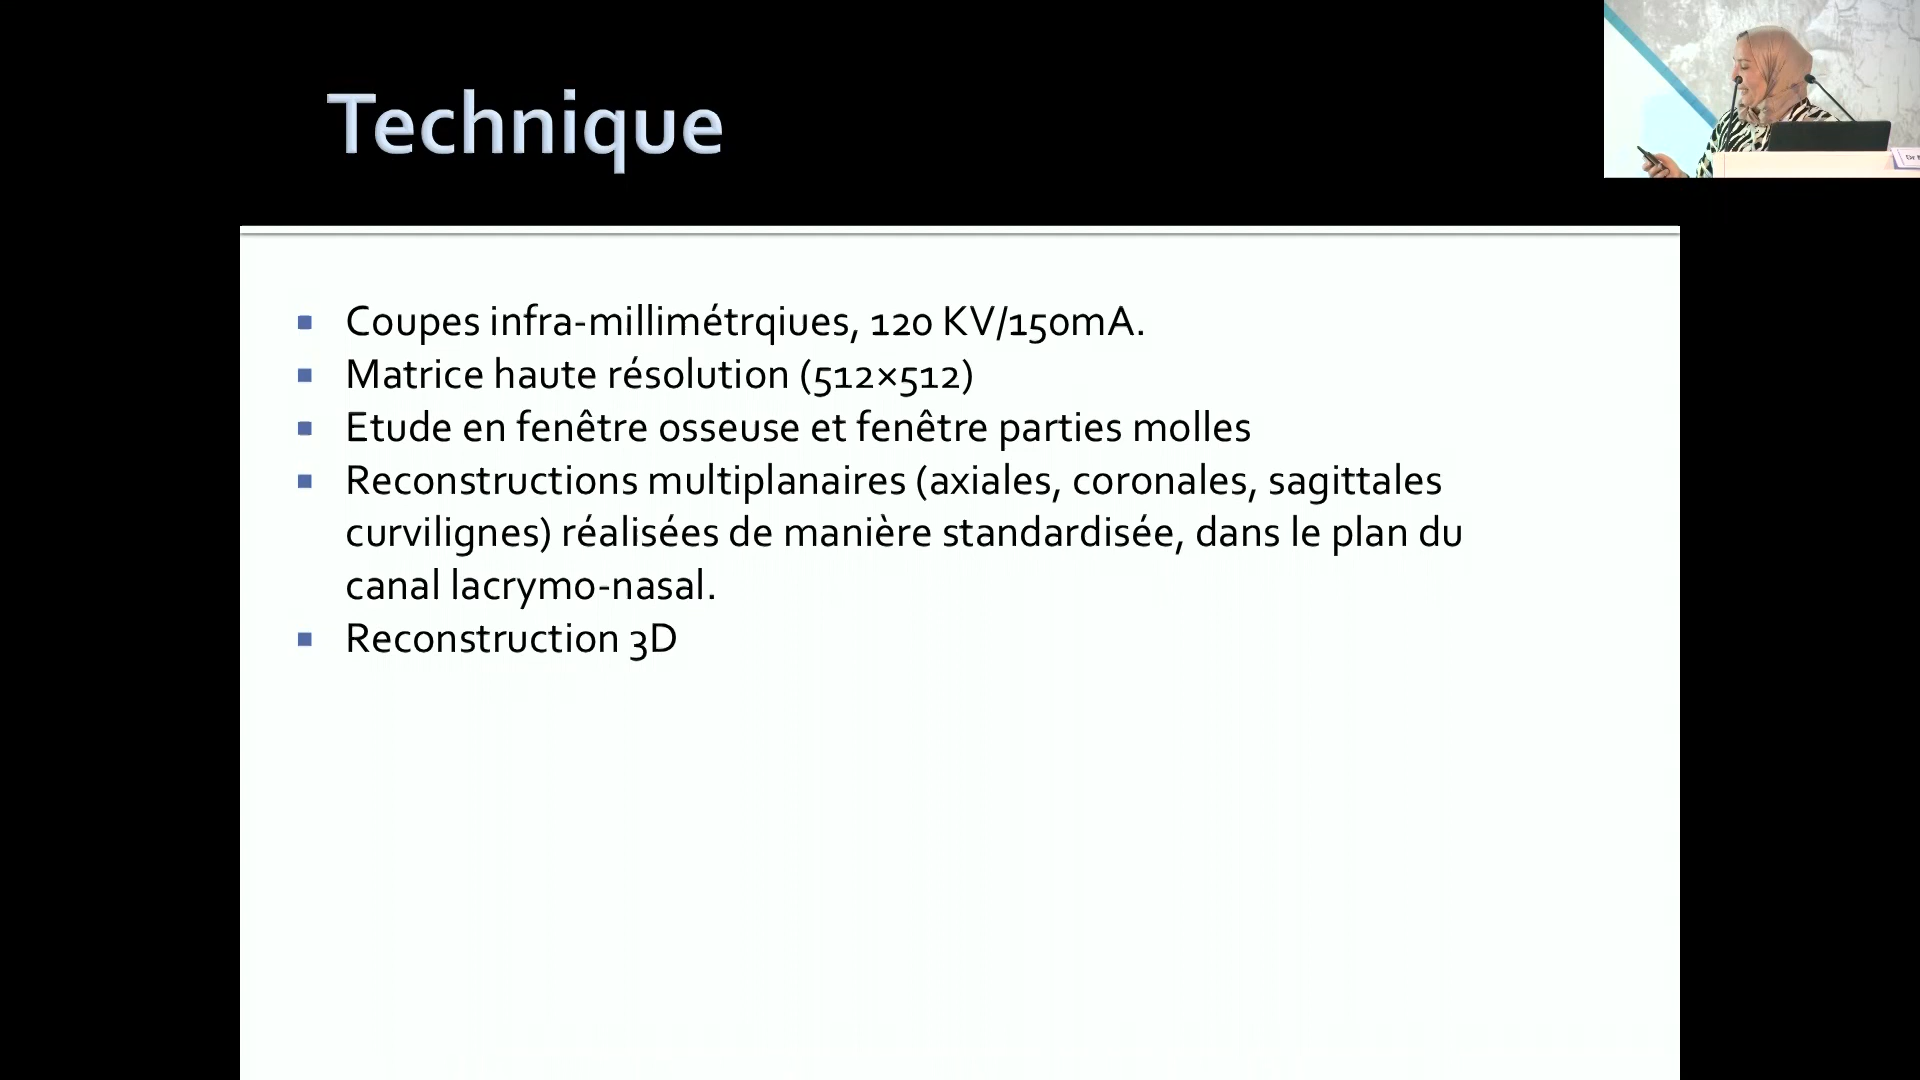 Technique
Coupes infra-millimétrqiues, 120 KV/150mA.
Matrice haute résolution (512×512)
Etude en fenêtre osseuse et fenêtre parties molles
Reconstructions multiplanaires (axiales, coronales, sagittales
curvilignes) réalisées de manière standardisée, dans le plan du
canal lacrymo-nasal.
Reconstruction 3D
Dr